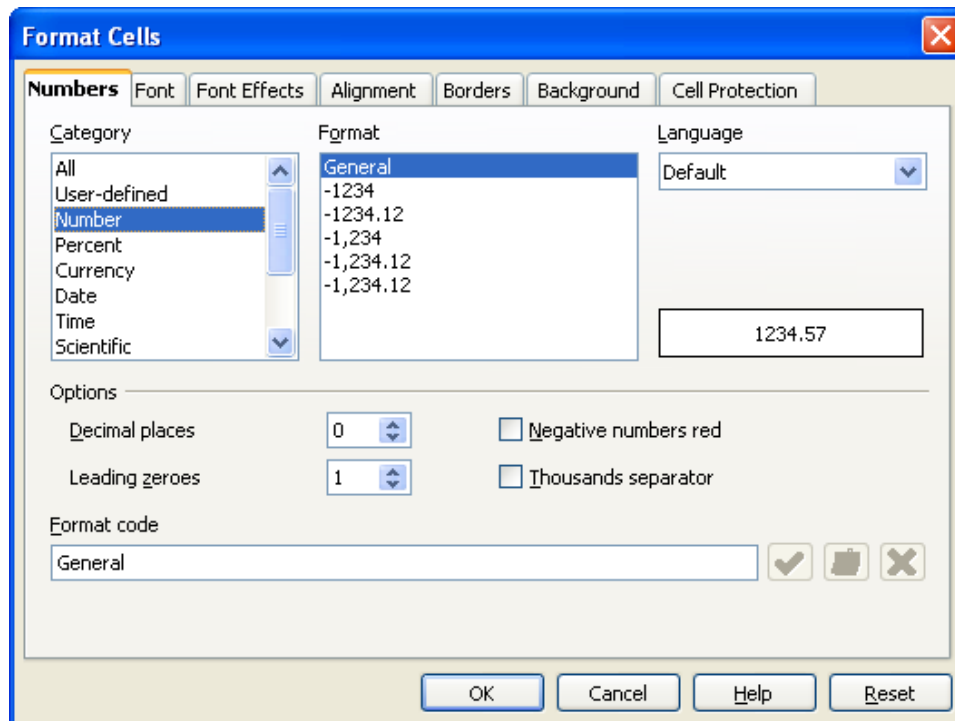 Format Cells
Numbers Font Font Effects Alignment Borders Background Cell Protection
Category
All
User-defined
Number
Percent
Currency
Date
Time
Scientific
Format
General
-1234
-1234.12
-1,234
-1,234.12
-1,234.12
Language
Default
1234.57
Options
Decimal places 0 Negative numbers red
Leading zeroes 1 Thousands separator
Format code
General
OK Cancel Help Reset